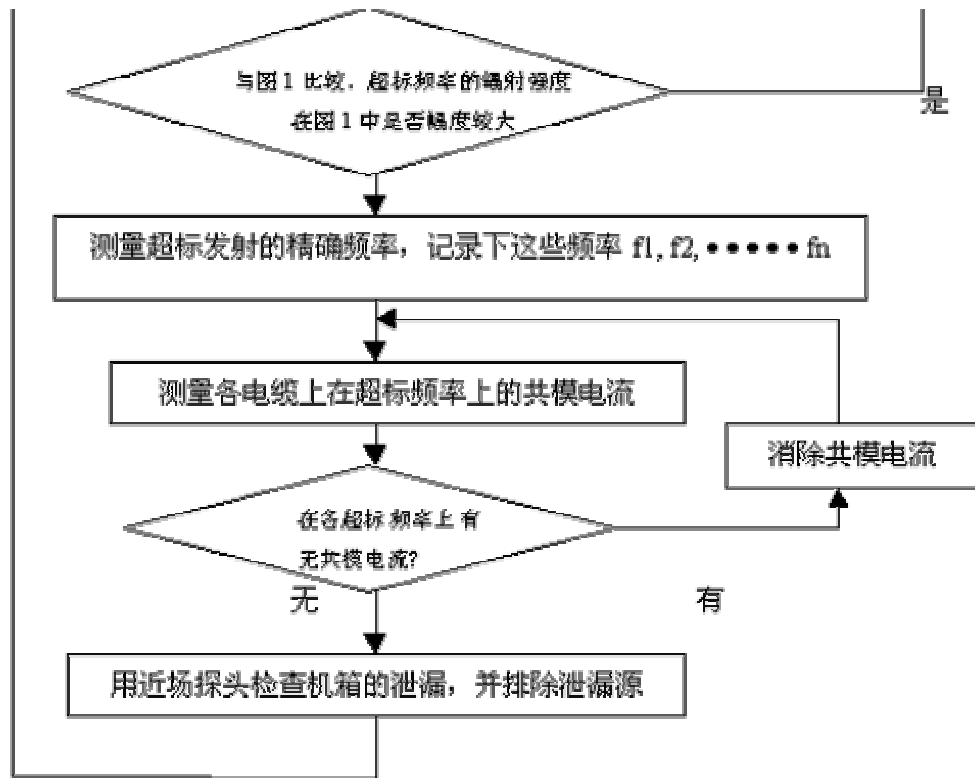 与图1 比较，超标频率的辐射强度
在图1中是否幅度较大
是
测量超标发射的精确频率，记录下这些频率 f1, f2, ●●●●● fn
测量各电缆上在超标频率上的共模电流
消除共模电流
在各超标频率上有
无共模电流?
无
有
用近场探头检查机箱的泄漏，并排除泄漏源